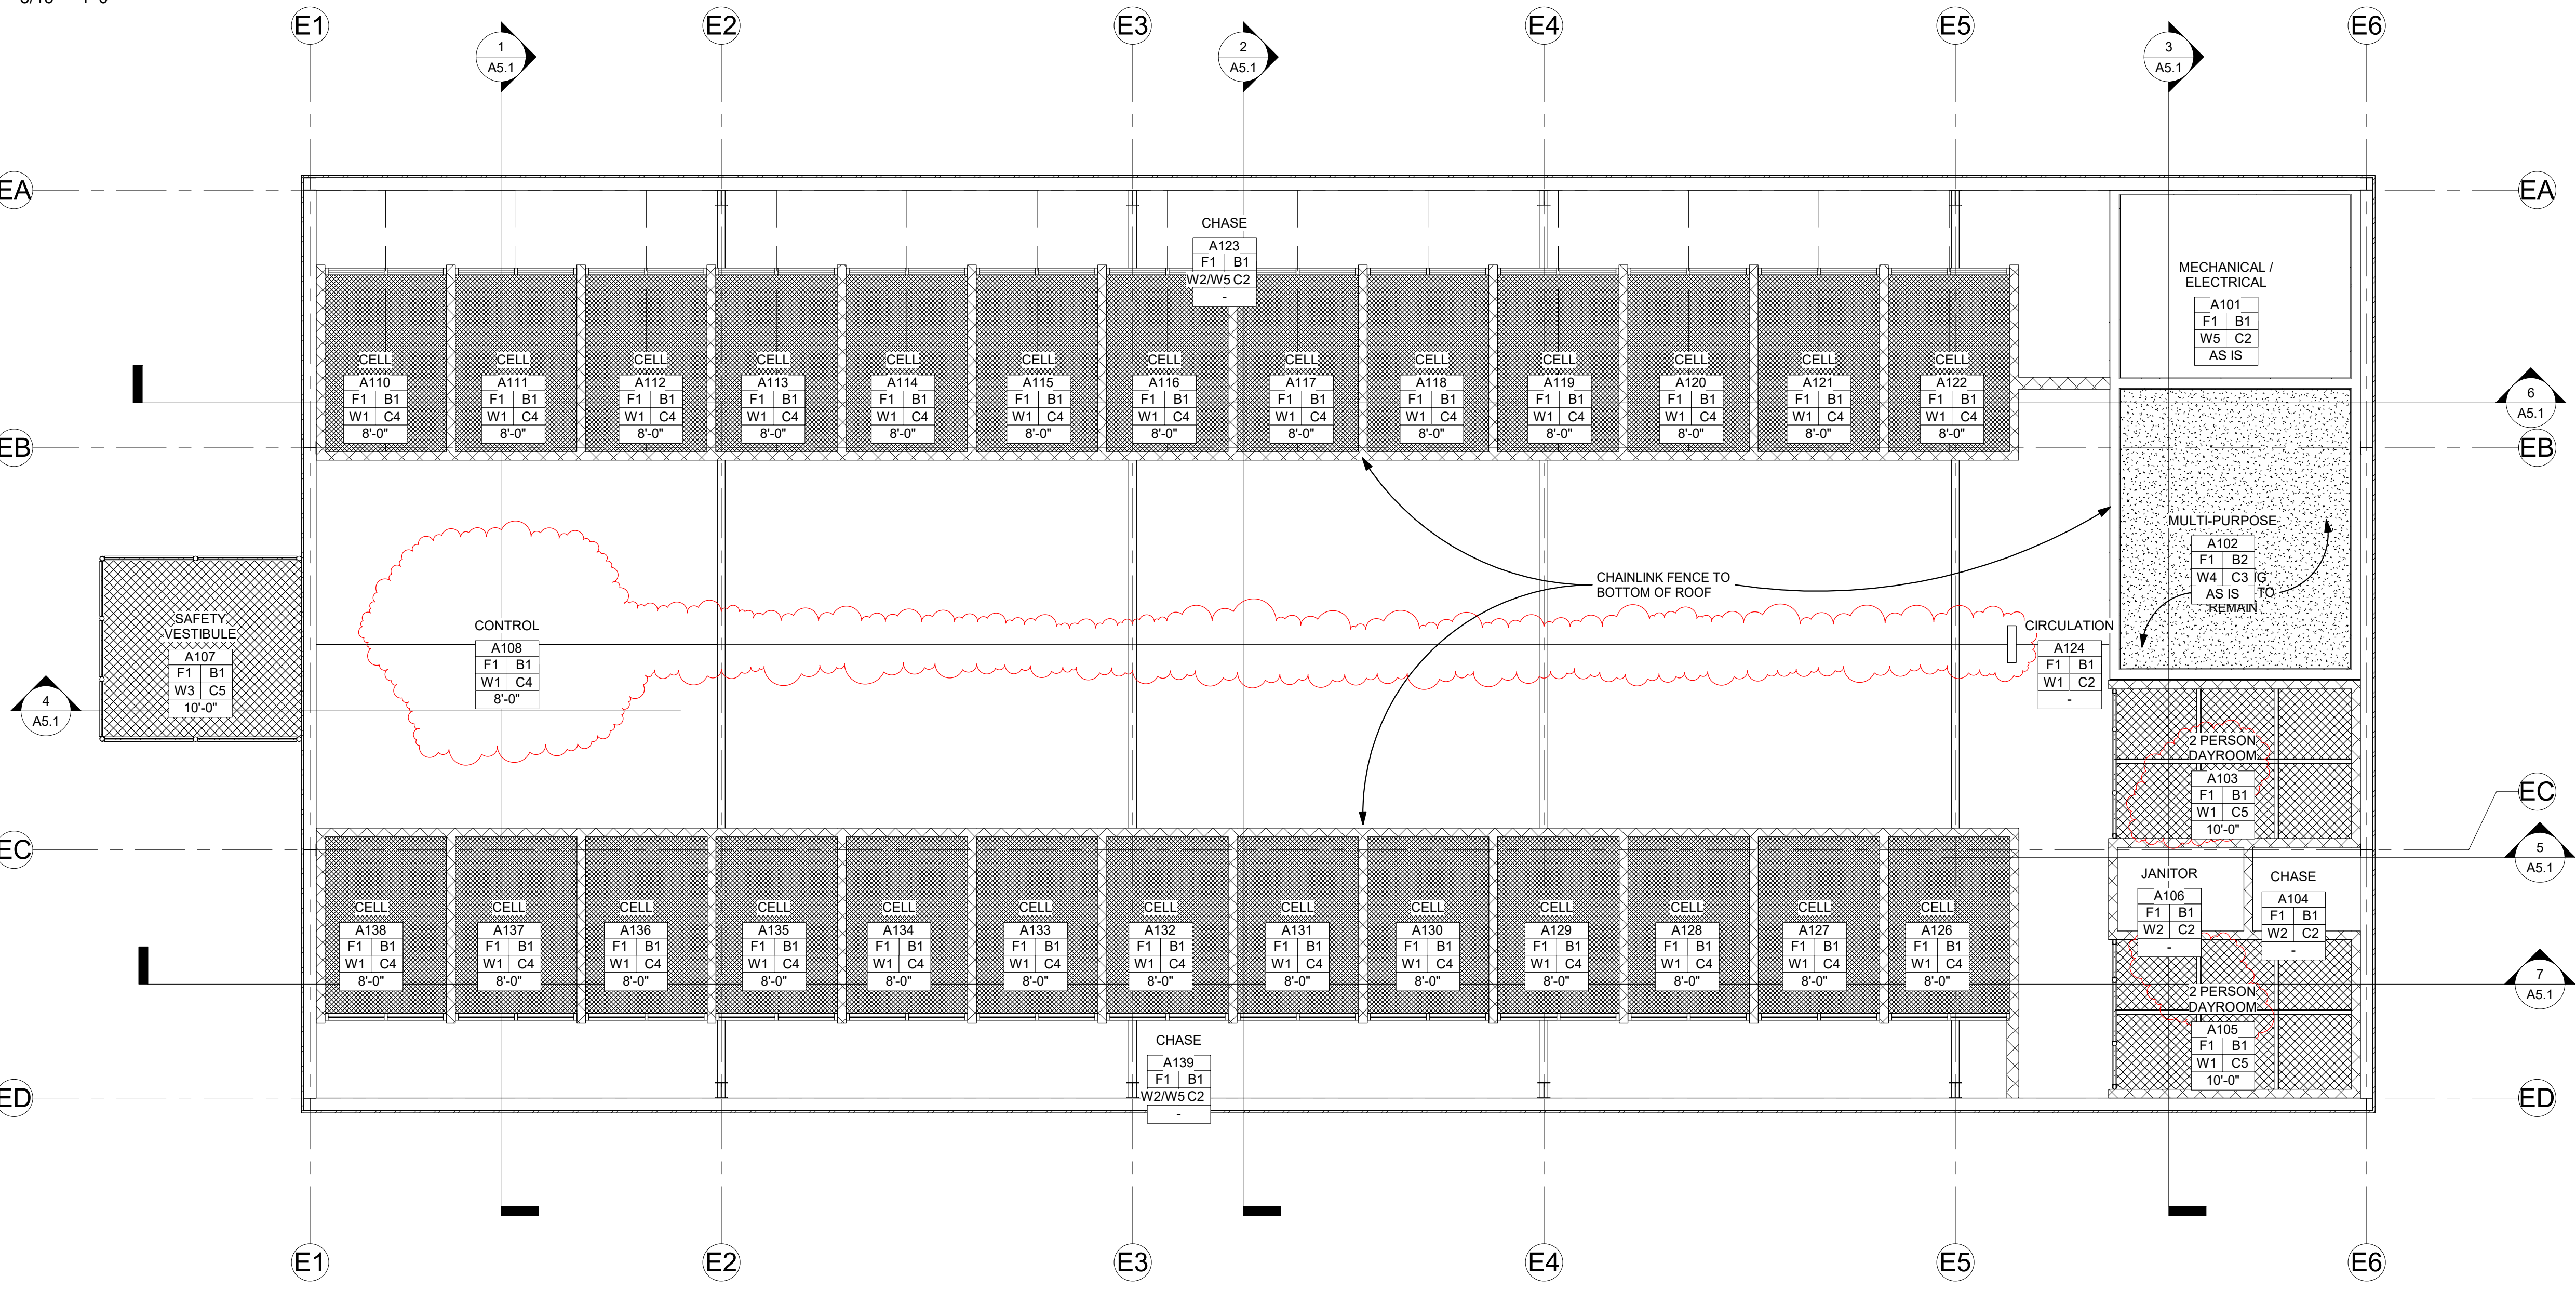 E1
E2
E3
E4
E5
E6
1
A5.1
2
A5.1
3
A5.1
EA
EA
CHASE
A123
F1 B1
W2/W5 C2
-
MECHANICAL /
ELECTRICAL
A101
F1 B1
W5 C2
AS IS
CELL
A110
F1 B1
W1 C4
8'-0"
CELL
A111
F1 B1
W1 C4
8'-0"
CELL
A112
F1 B1
W1 C4
8'-0"
CELL
A113
F1 B1
W1 C4
8'-0"
CELL
A114
F1 B1
W1 C4
8'-0"
CELL
A115
F1 B1
W1 C4
8'-0"
CELL
A116
F1 B1
W1 C4
8'-0"
CELL
A117
F1 B1
W1 C4
8'-0"
CELL
A118
F1 B1
W1 C4
8'-0"
CELL
A119
F1 B1
W1 C4
8'-0"
CELL
A120
F1 B1
W1 C4
8'-0"
CELL
A121
F1 B1
W1 C4
8'-0"
CELL
A122
F1 B1
W1 C4
8'-0"
6
A5.1
EB
EB
MULTI-PURPOSE
A102
F1 B2
W4 C3
AS IS
TO
REMAIN
CHAINLINK FENCE TO
BOTTOM OF ROOF
SAFETY
VESTIBULE
A107
F1 B1
W3 C5
10'-0"
CONTROL
A108
F1 B1
W1 C4
8'-0"
CIRCULATION
A124
F1 B1
W1 C2
-
4
A5.1
2 PERSON
DAYROOM
A103
F1 B1
W1 C5
10'-0"
EC
EC
5
A5.1
JANITOR
A106
F1 B1
W2 C2
-
CHASE
A104
F1 B1
W2 C2
-
CELL
A138
F1 B1
W1 C4
8'-0"
CELL
A137
F1 B1
W1 C4
8'-0"
CELL
A136
F1 B1
W1 C4
8'-0"
CELL
A135
F1 B1
W1 C4
8'-0"
CELL
A134
F1 B1
W1 C4
8'-0"
CELL
A133
F1 B1
W1 C4
8'-0"
CELL
A132
F1 B1
W1 C4
8'-0"
CELL
A131
F1 B1
W1 C4
8'-0"
CELL
A130
F1 B1
W1 C4
8'-0"
CELL
A129
F1 B1
W1 C4
8'-0"
CELL
A128
F1 B1
W1 C4
8'-0"
CELL
A127
F1 B1
W1 C4
8'-0"
CELL
A126
F1 B1
W1 C4
8'-0"
7
A5.1
2 PERSON
DAYROOM
A105
F1 B1
W1 C5
10'-0"
CHASE
A139
F1 B1
W2/W5 C2
-
ED
ED
E1
E2
E3
E4
E5
E6